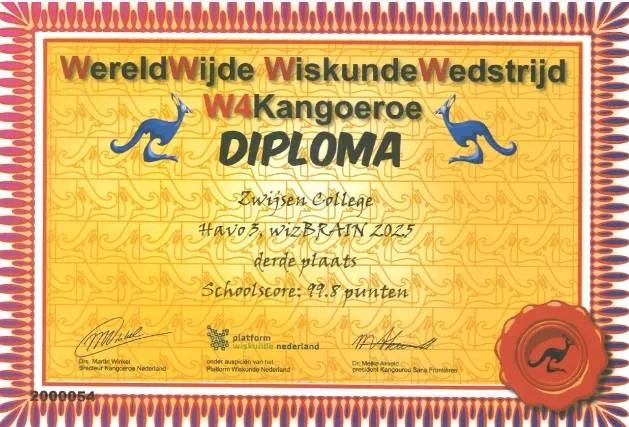 WereldWijde WiskundeWedstrijd
W4Kangoeroe
DIPLOMA
Zwijsen College
Havo 3, wizBRAIN 2025
derde plaats
Schoolscore: 99.8 punten
platform
wiskunde nederland
Drs. Martin Winkel
directeur Kangoeroe Nederland
onder auspiciën van het
Platform Wiskunde Nederland
Dr. Meike Akveld
president Kangourou Sans Frontières
2000054